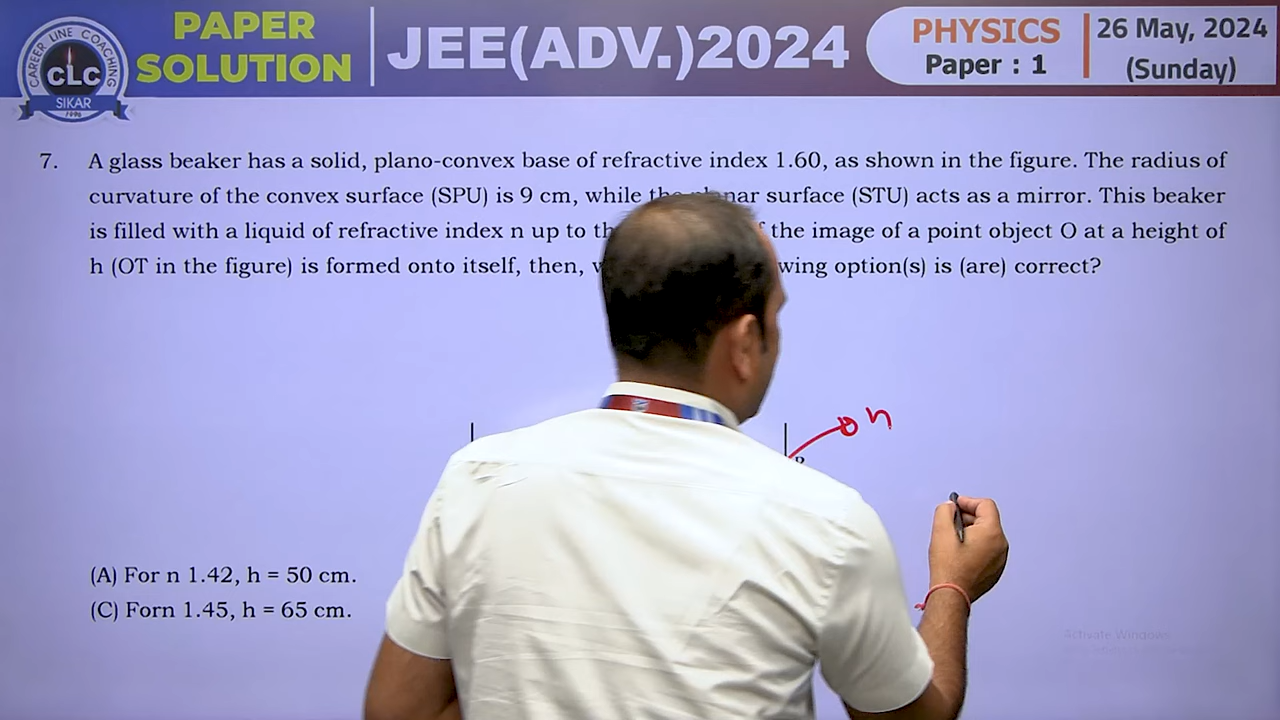 CAREER LINE COACHING
CLC
SIKAR
1996
PAPER
SOLUTION
JEE(ADV.)2024
PHYSICS
Paper : 1
26 May, 2024
(Sunday)
7. A glass beaker has a solid, plano-convex base of refractive index 1.60, as shown in the figure. The radius of
curvature of the convex surface (SPU) is 9 cm, while surface (STU) acts as a mirror. This beaker
is filled with a liquid of refractive index n up to the image of a point object O at a height of
h (OT in the figure) is formed onto itself, then, option(s) is (are) correct?
n
(A) For n 1.42, h = 50 cm.
(C) Forn 1.45, h = 65 cm.
Activate Windows